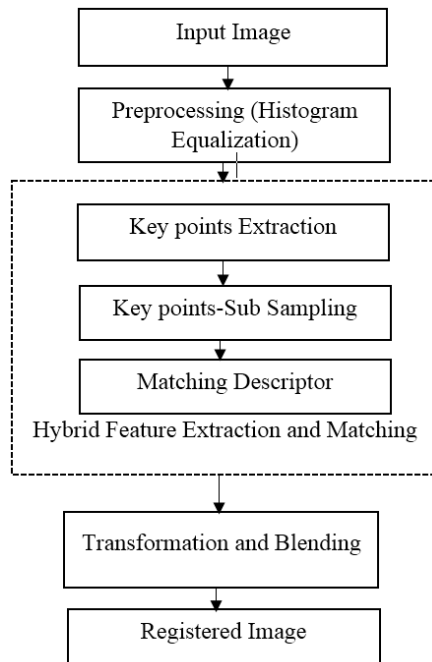 Input Image
Preprocessing (Histogram
Equalization)
Key points Extraction
Key points-Sub Sampling
Matching Descriptor
Hybrid Feature Extraction and Matching
Transformation and Blending
Registered Image